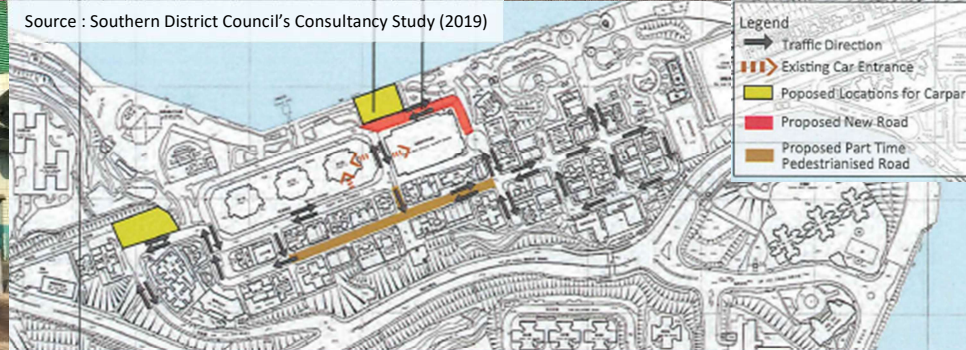 Source : Southern District Council's Consultancy Study (2019)
Legend
Traffic Direction
Existing Car Entrance
Poposed Locations for Carpar
Proposed New Road
Proposed Part Time
Pedestrianised Road